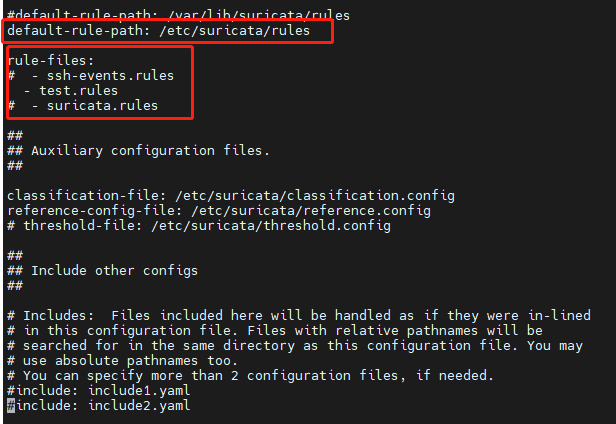 #default-rule-path: /var/lib/suricata/rules
default-rule-path: /etc/suricata/rules
rule-files:
#  - ssh-events.rules
  - test.rules
#  - suricata.rules
##
## Auxiliary configuration files.
##
classification-file: /etc/suricata/classification.config
reference-config-file: /etc/suricata/reference.config
# threshold-file: /etc/suricata/threshold.config
##
## Include other configs
##
# Includes:  Files included here will be handled as if they were in-lined
# in this configuration file. Files with relative pathnames will be
# searched for in the same directory as this configuration file. You may
# use absolute pathnames too.
# You can specify more than 2 configuration files, if needed.
#include: include1.yaml
#include: include2.yaml